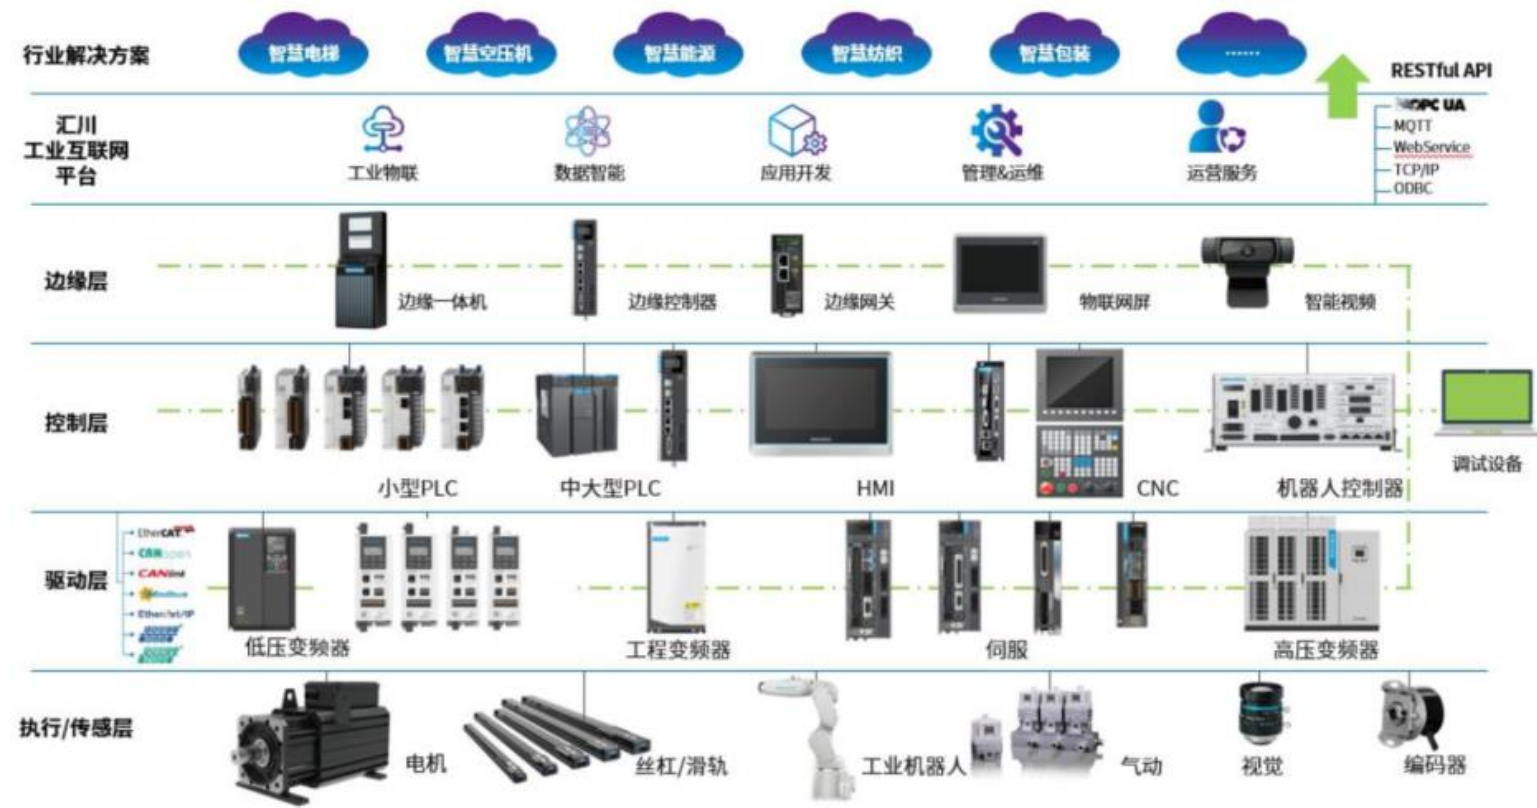 行业解决方案
智慧电梯
智慧空压机
智慧能源
智慧纺织
智慧包装
......
RESTful API
OPC UA
MQTT
WebService
TCP/IP
ODBC
汇川
工业互联网
平台
工业物联
数据智能
应用开发
管理&运维
运营服务
边缘层
边缘一体机
边缘控制器
边缘网关
物联网屏
智能视频
控制层
小型PLC
中大型PLC
HMI
CNC
机器人控制器
调试设备
驱动层
EtherCAT
CANopen
CANlink
Modbus
EtherNet/IP
低压变频器
工程变频器
伺服
高压变频器
执行/传感层
电机
丝杠/滑轨
工业机器人
气动
视觉
编码器